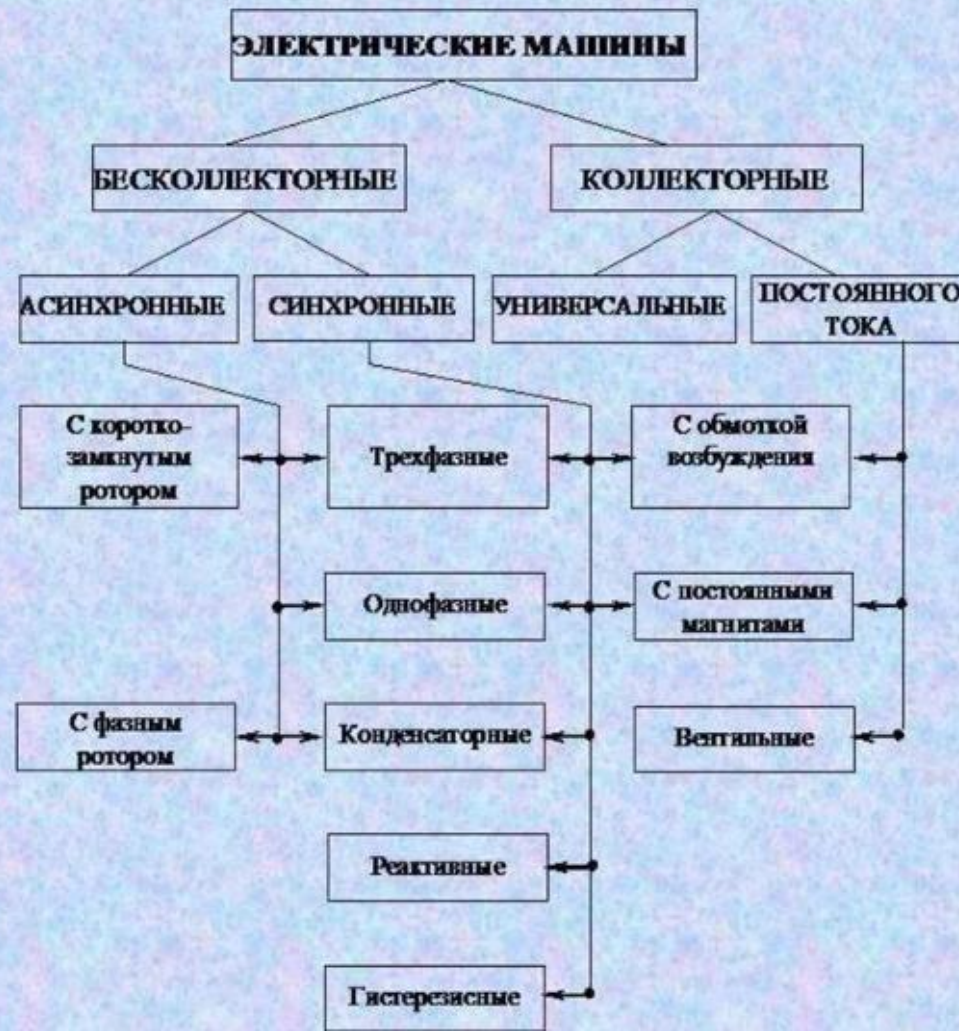 ЭЛЕКТРИЧЕСКИЕ МАШИНЫ
БЕСКОЛЛЕКТОРНЫЕ
КОЛЛЕКТОРНЫЕ
АСИНХРОННЫЕ
СИНХРОННЫЕ
УНИВЕРСАЛЬНЫЕ
ПОСТОЯННОГО
ТОКА
С коротко-
замкнутым
ротором
Трехфазные
С обмоткой
возбуждения
Однофазные
С постоянными
магнитами
С фазным
ротором
Конденсаторные
Вентильные
Реактивные
Гистерезисные